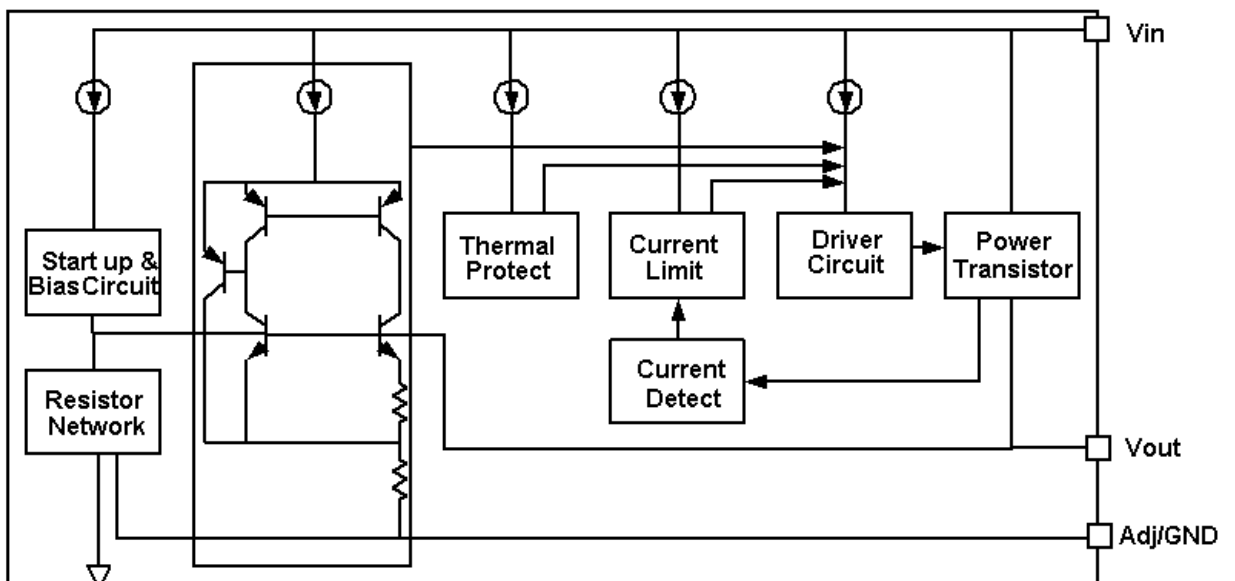 Vin
Start up &
Bias Circuit
Thermal
Protect
Current
Limit
Driver
Circuit
Power
Transistor
Resistor
Network
Current
Detect
Vout
Adj/GND